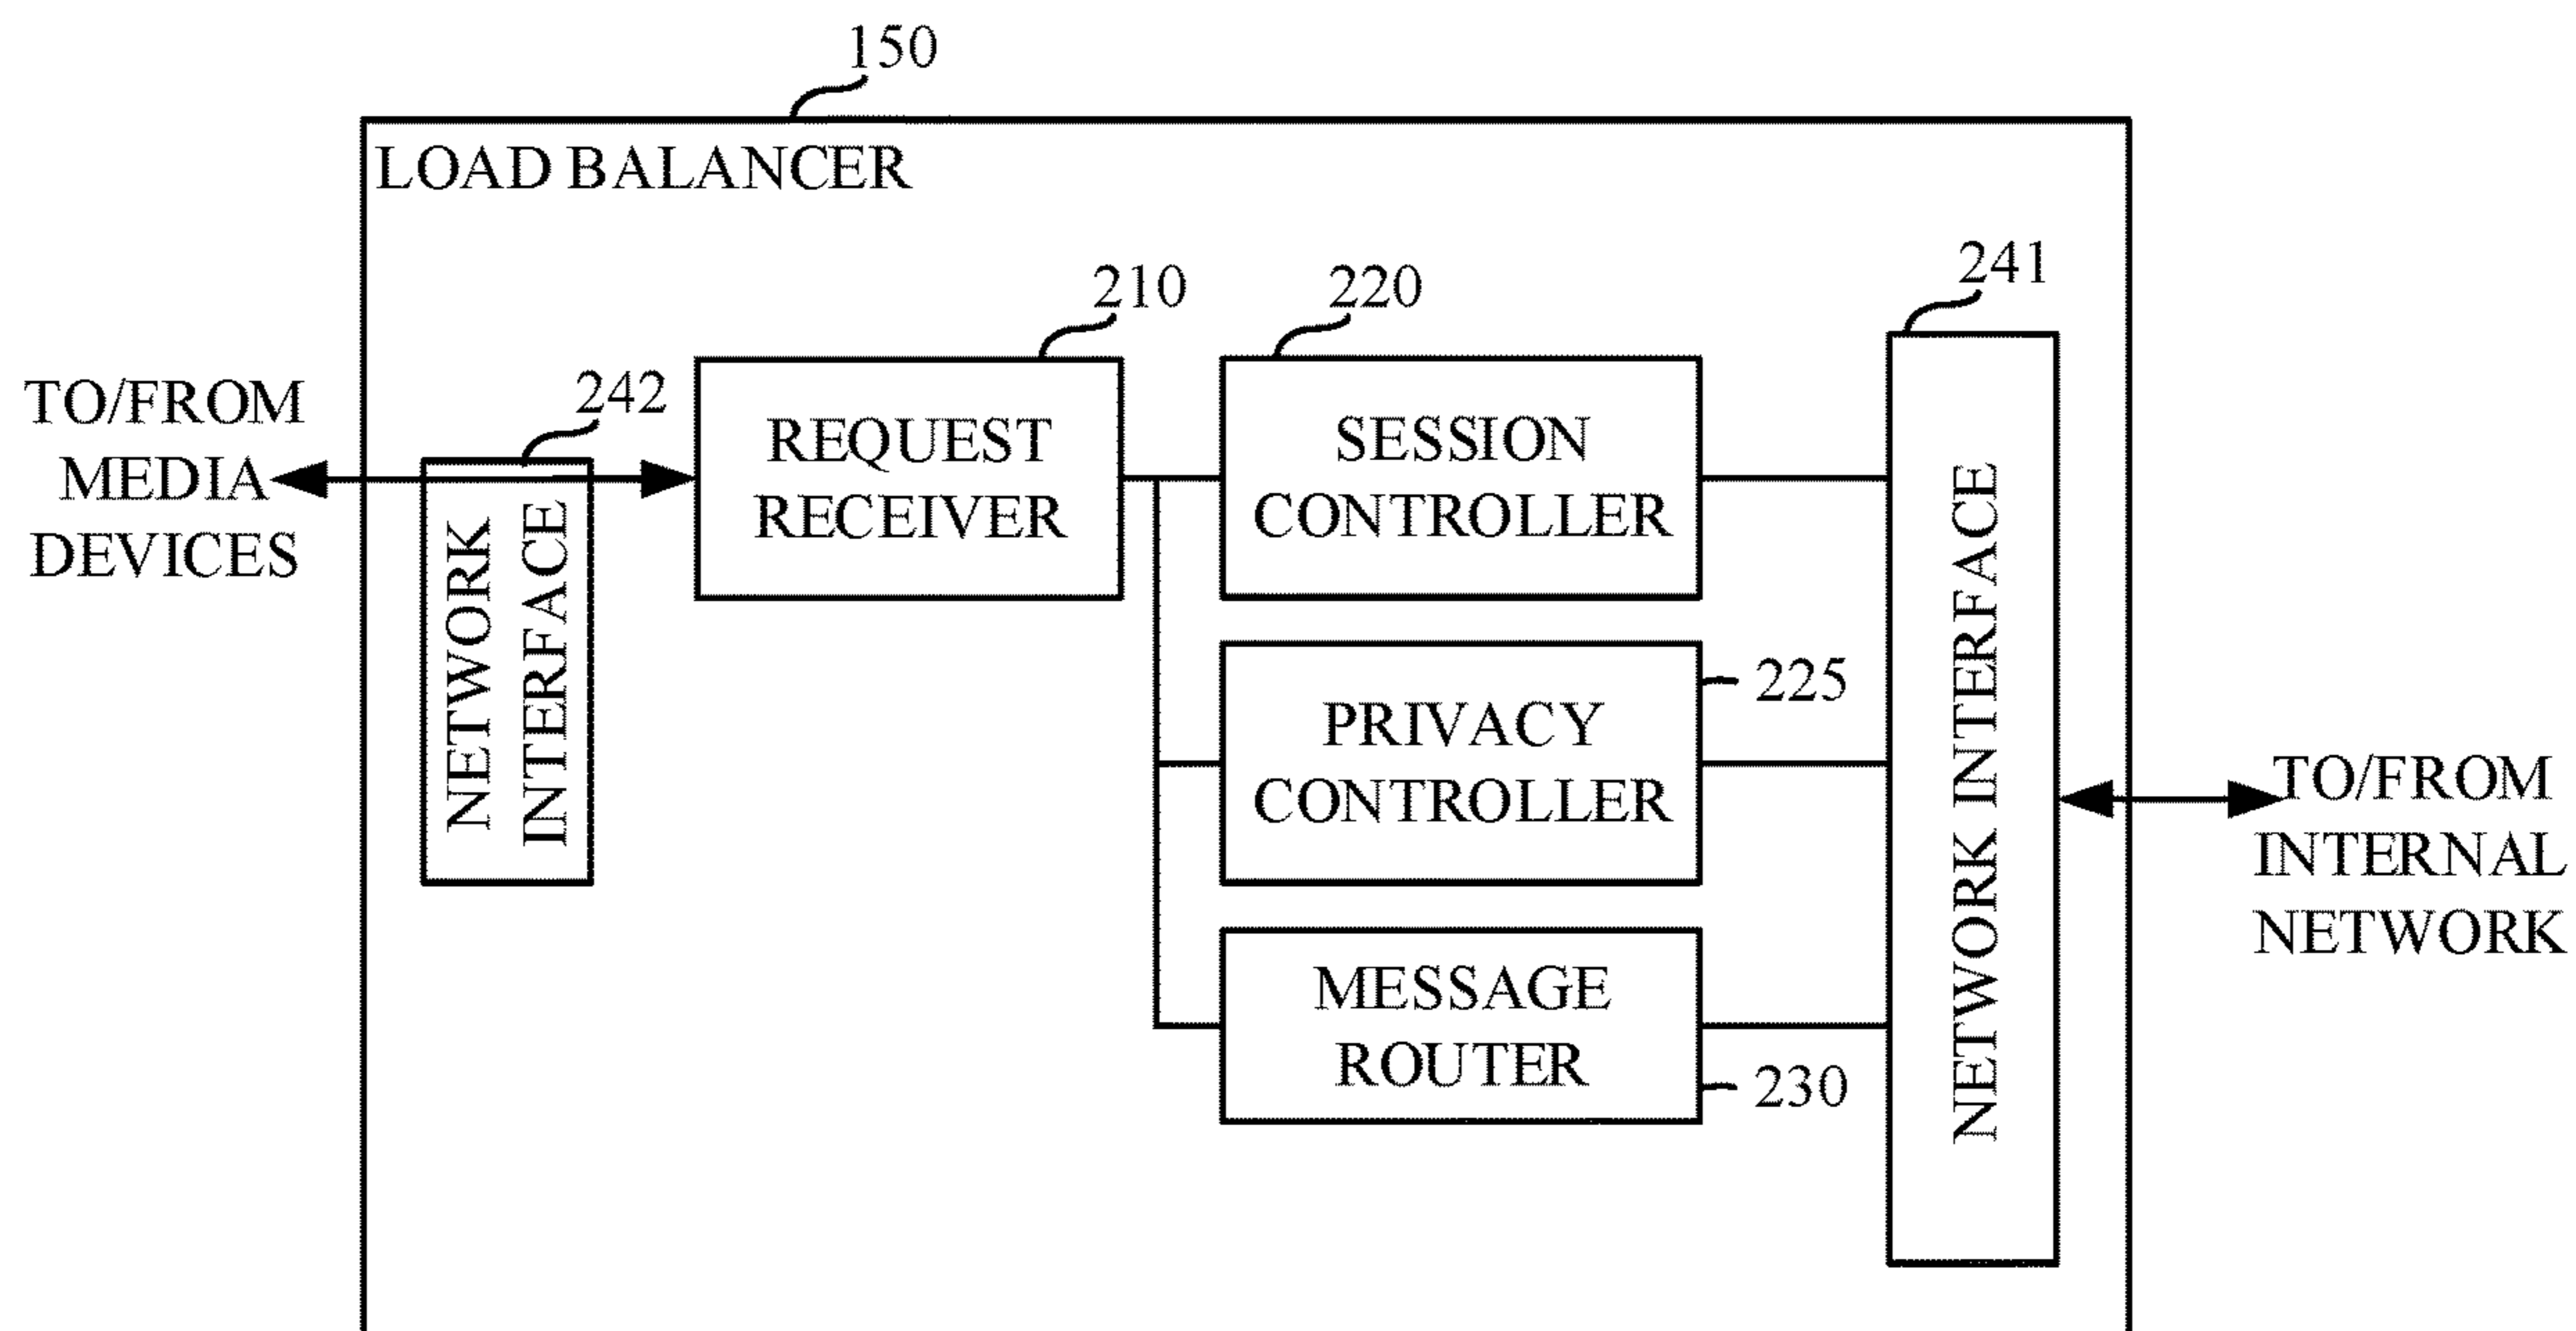 150
LOAD BALANCER
TO/FROM
MEDIA
DEVICES
242
NETWORK
INTERFACE
210
REQUEST
RECEIVER
220
SESSION
CONTROLLER
225
PRIVACY
CONTROLLER
MESSAGE
ROUTER
230
241
NETWORK INTERFACE
TO/FROM
INTERNAL
NETWORK